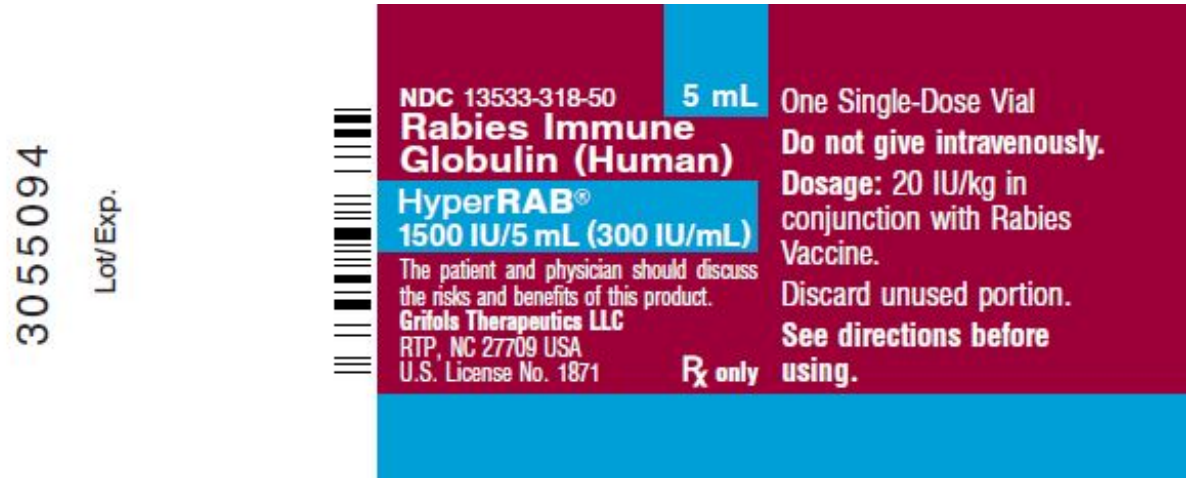 3055094
Lot/Exp.
NDC 13533-318-50
5 mL
Rabies Immune
Globulin (Human)
HyperRAB®
1500 IU/5 mL (300 IU/mL)
The patient and physician should discuss
the risks and benefits of this product.
Grifols Therapeutics LLC
RTP, NC 27709 USA
U.S. License No. 1871
Rx only
One Single-Dose Vial
Do not give intravenously.
Dosage: 20 IU/kg in
conjunction with Rabies
Vaccine.
Discard unused portion.
See directions before
using.